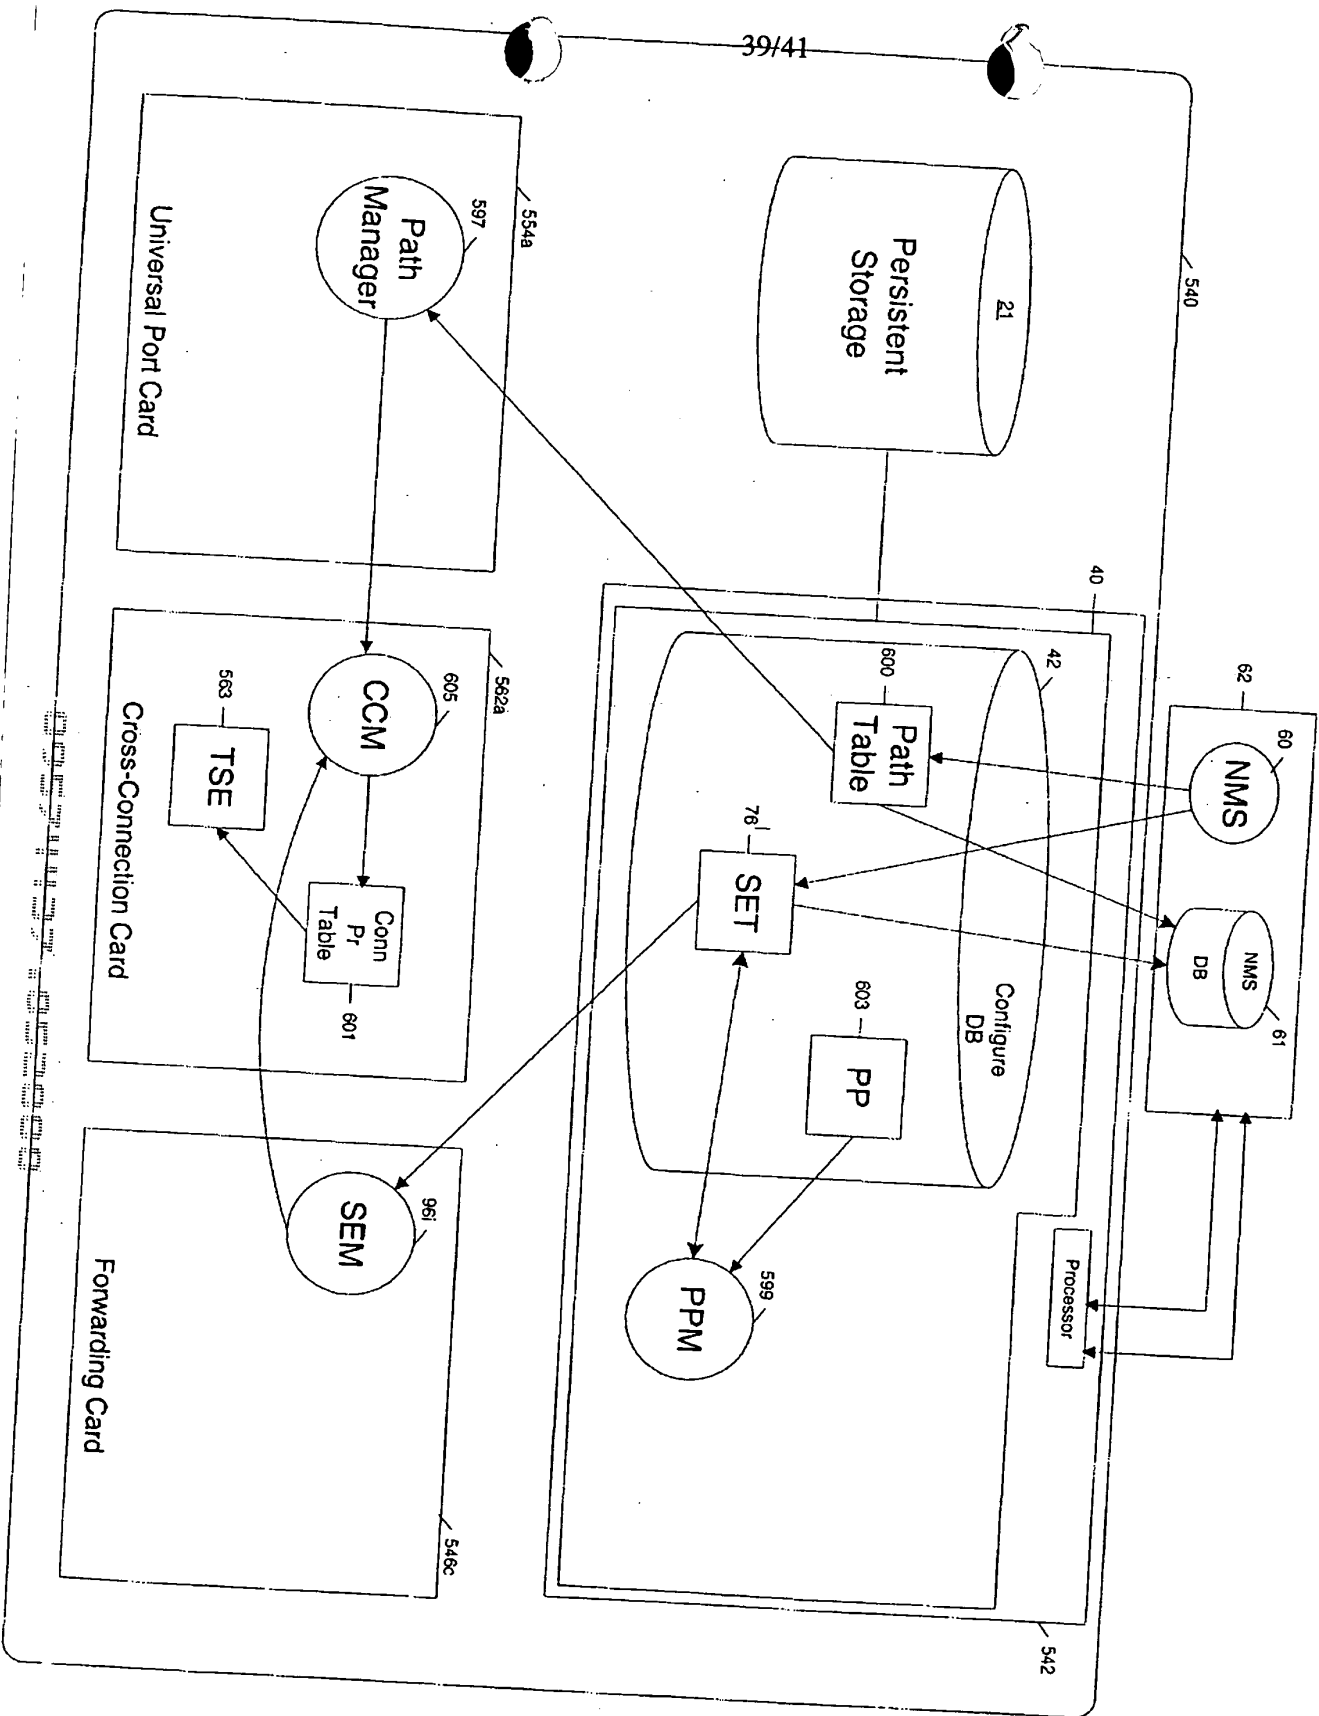 39/41
540
62
60
NMS
NMS
DB
61
40
42
Configure
DB
600
Path
Table
76
SET
603
PP
Processor
599
PPM
542
21
Persistent
Storage
554a
597
Path
Manager
Universal Port Card
562a
605
CCM
563
TSE
Conn
Pr
Table
601
Cross-Connection Card
96i
SEM
546c
Forwarding Card